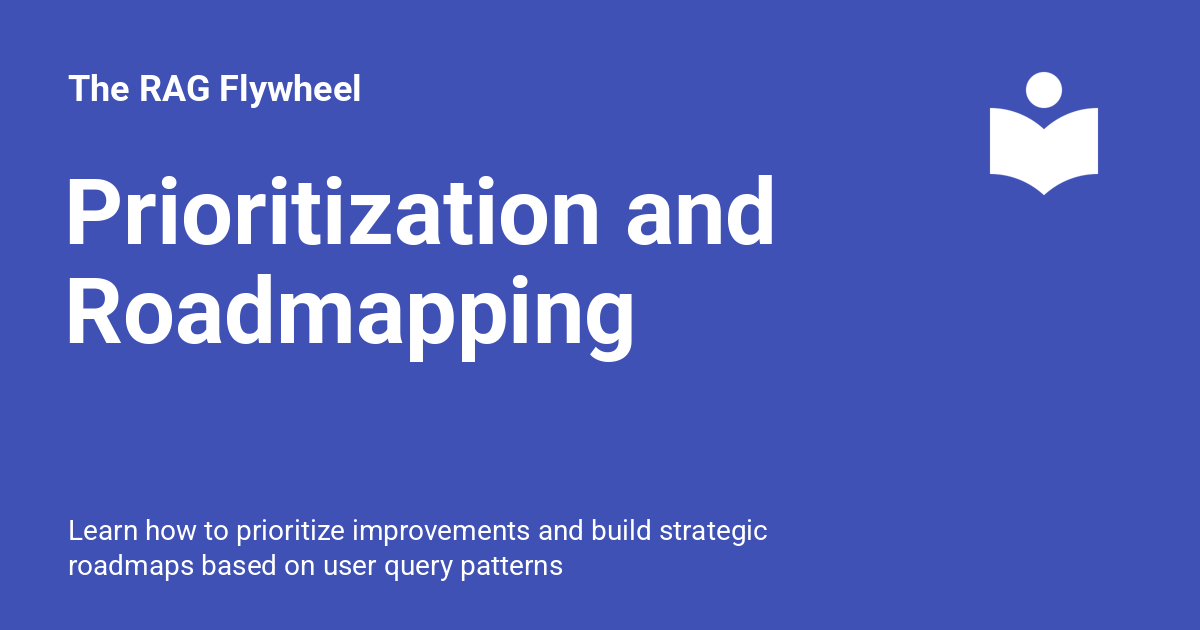 The RAG Flywheel
Prioritization and
Roadmapping
Learn how to prioritize improvements and build strategic
roadmaps based on user query patterns